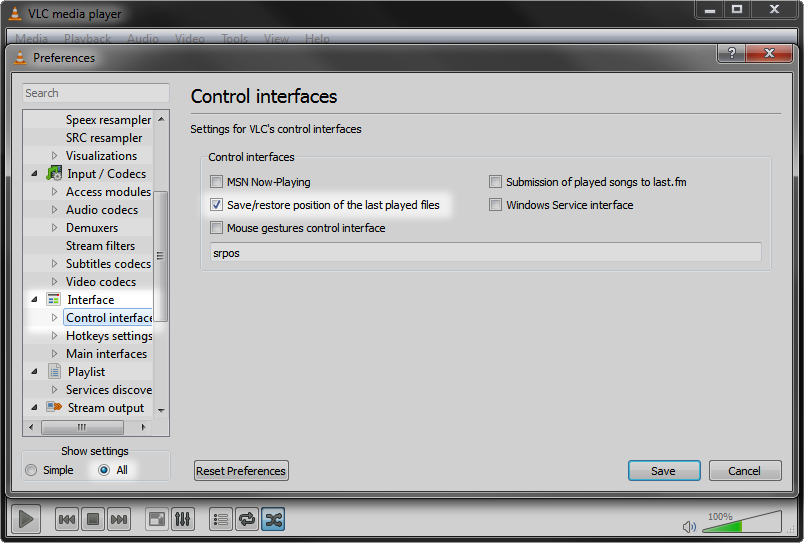 VLC media player
Media Playback Audio Video Tools View Help
Preferences
Search
Speex resampler
SRC resampler
Visualizations
Input / Codecs
Access modules
Audio codecs
Demuxers
Stream filters
Subtitles codecs
Video codecs
Interface
Control interface
Hotkeys settings
Main interfaces
Playlist
Services discove
Stream output
Show settings
Simple All
Control interfaces
Settings for VLC's control interfaces
Control interfaces
MSN Now-Playing Submission of played songs to last.fm
Save/restore position of the last played files Windows Service interface
Mouse gestures control interface
srpos
Reset Preferences Save Cancel
100%